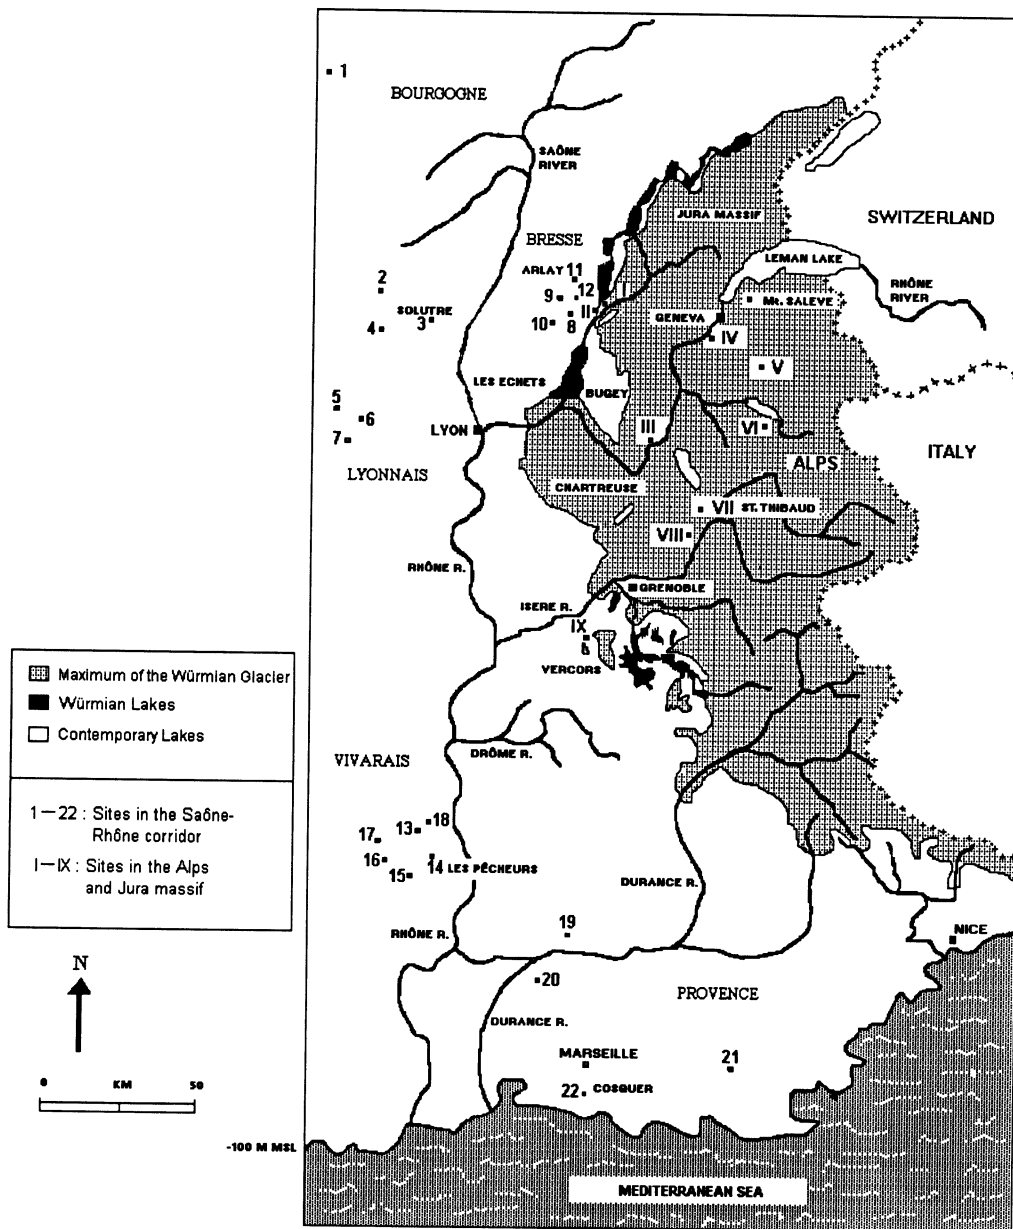 1
BOURGOGNE
SAÔNE
RIVER
JURA MASSIF
SWITZERLAND
BRESSE
LEMAN LAKE
ARLAY
11
RHÔNE
RIVER
2
9
12
I
Mt. SALEVE
SOLUTRE
3
4
10
8
II
GENEVA
IV
V
LES ECHETS
BUGEY
5
6
7
LYON
III
VI
ITALY
LYONNAIS
ALPS
CHARTREUSE
VII
ST. THIBAUD
VIII
RHÔNE R.
GRENOBLE
ISERE R.
IX
VERCORS
Maximum of the Würmian Glacier
Würmian Lakes
Contemporary Lakes
DRÔME R.
VIVARAIS
1—22 : Sites in the Saône-
Rhône corridor
I—IX : Sites in the Alps
and Jura massif
18
17
13
16
14
LES PÊCHEURS
15
DURANCE R.
RHÔNE R.
19
NICE
N
20
PROVENCE
DURANCE R.
MARSEILLE
21
22
COSQUER
0
KM
50
-100 M MSL
MEDITERRANEAN SEA